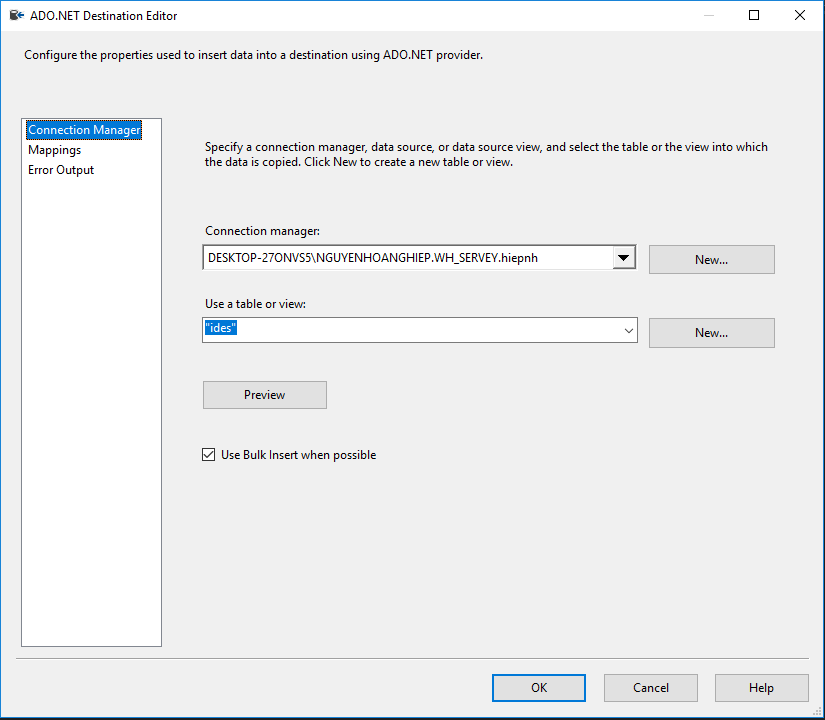 ADO.NET Destination Editor
Configure the properties used to insert data into a destination using ADO.NET provider.
Connection Manager
Mappings
Error Output
Specify a connection manager, data source, or data source view, and select the table or the view into which
the data is copied. Click New to create a new table or view.
Connection manager:
DESKTOP-27ONVS5\NGUYENHOANGHIEP.WH_SERVEY.hiepnh
New...
Use a table or view:
"ides"
New...
Preview
Use Bulk Insert when possible
OK
Cancel
Help